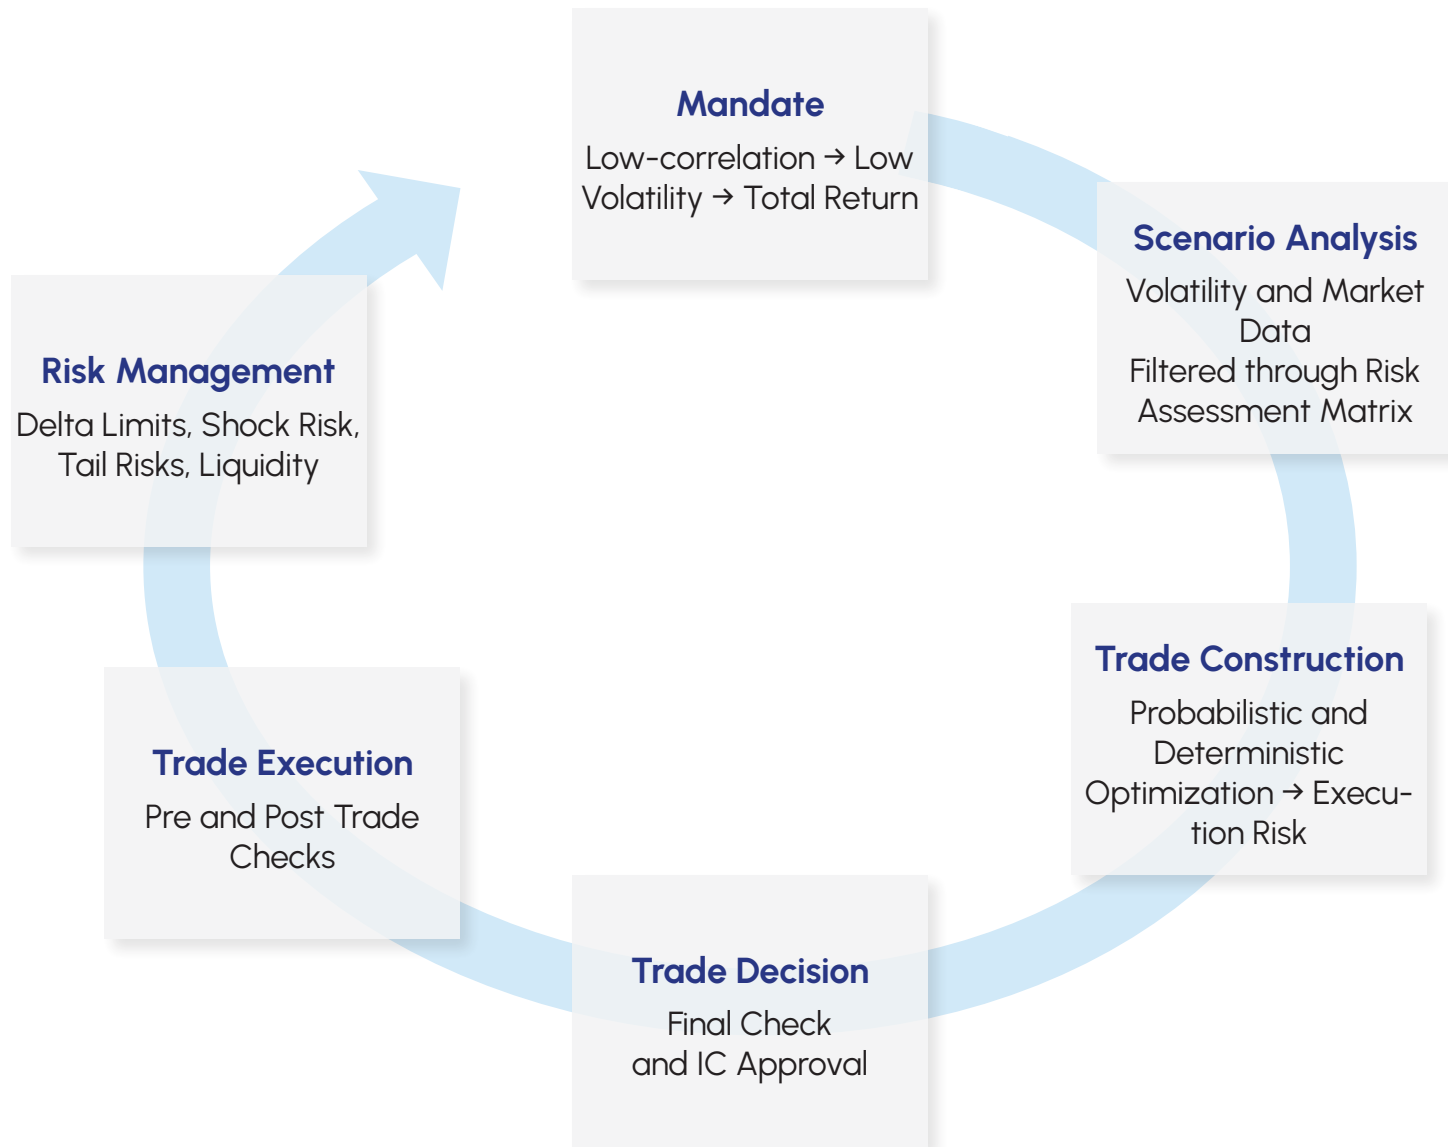 Mandate
Low-correlation → Low
Volatility → Total Return
Scenario Analysis
Volatility and Market
Data
Filtered through Risk
Assessment Matrix
Trade Construction
Probabilistic and
Deterministic
Optimization → Execu-
tion Risk
Trade Decision
Final Check
and IC Approval
Trade Execution
Pre and Post Trade
Checks
Risk Management
Delta Limits, Shock Risk,
Tail Risks, Liquidity